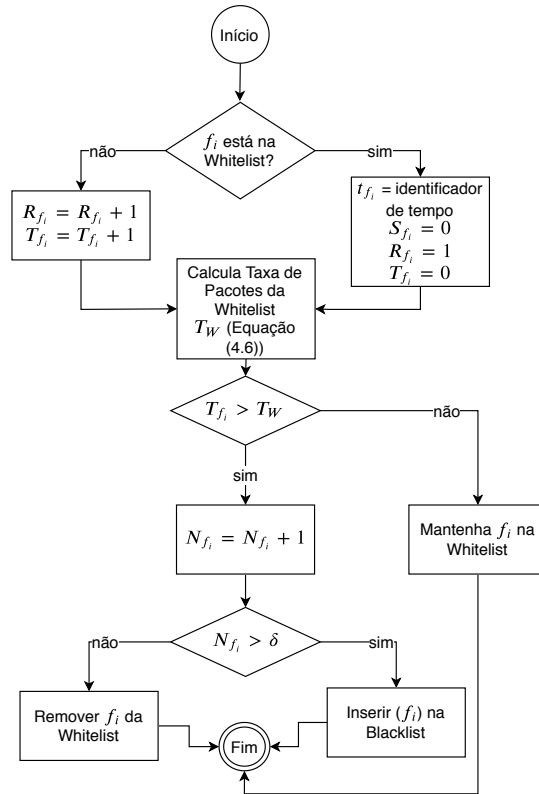 Início
f_i está na
Whitelist?
não
sim
R_{f_i} = R_{f_i} + 1
T_{f_i} = T_{f_i} + 1
t_{f_i} = identificador
de tempo
S_{f_i} = 0
R_{f_i} = 1
T_{f_i} = 0
Calcula Taxa de
Pacotes da
Whitelist
T_W (Equação
(4.6))
T_{f_i} > T_W
não
sim
N_{f_i} = N_{f_i} + 1
Mantenha f_i na
Whitelist
N_{f_i} > δ
não
sim
Remover f_i da
Whitelist
Fim
Inserir (f_i) na
Blacklist